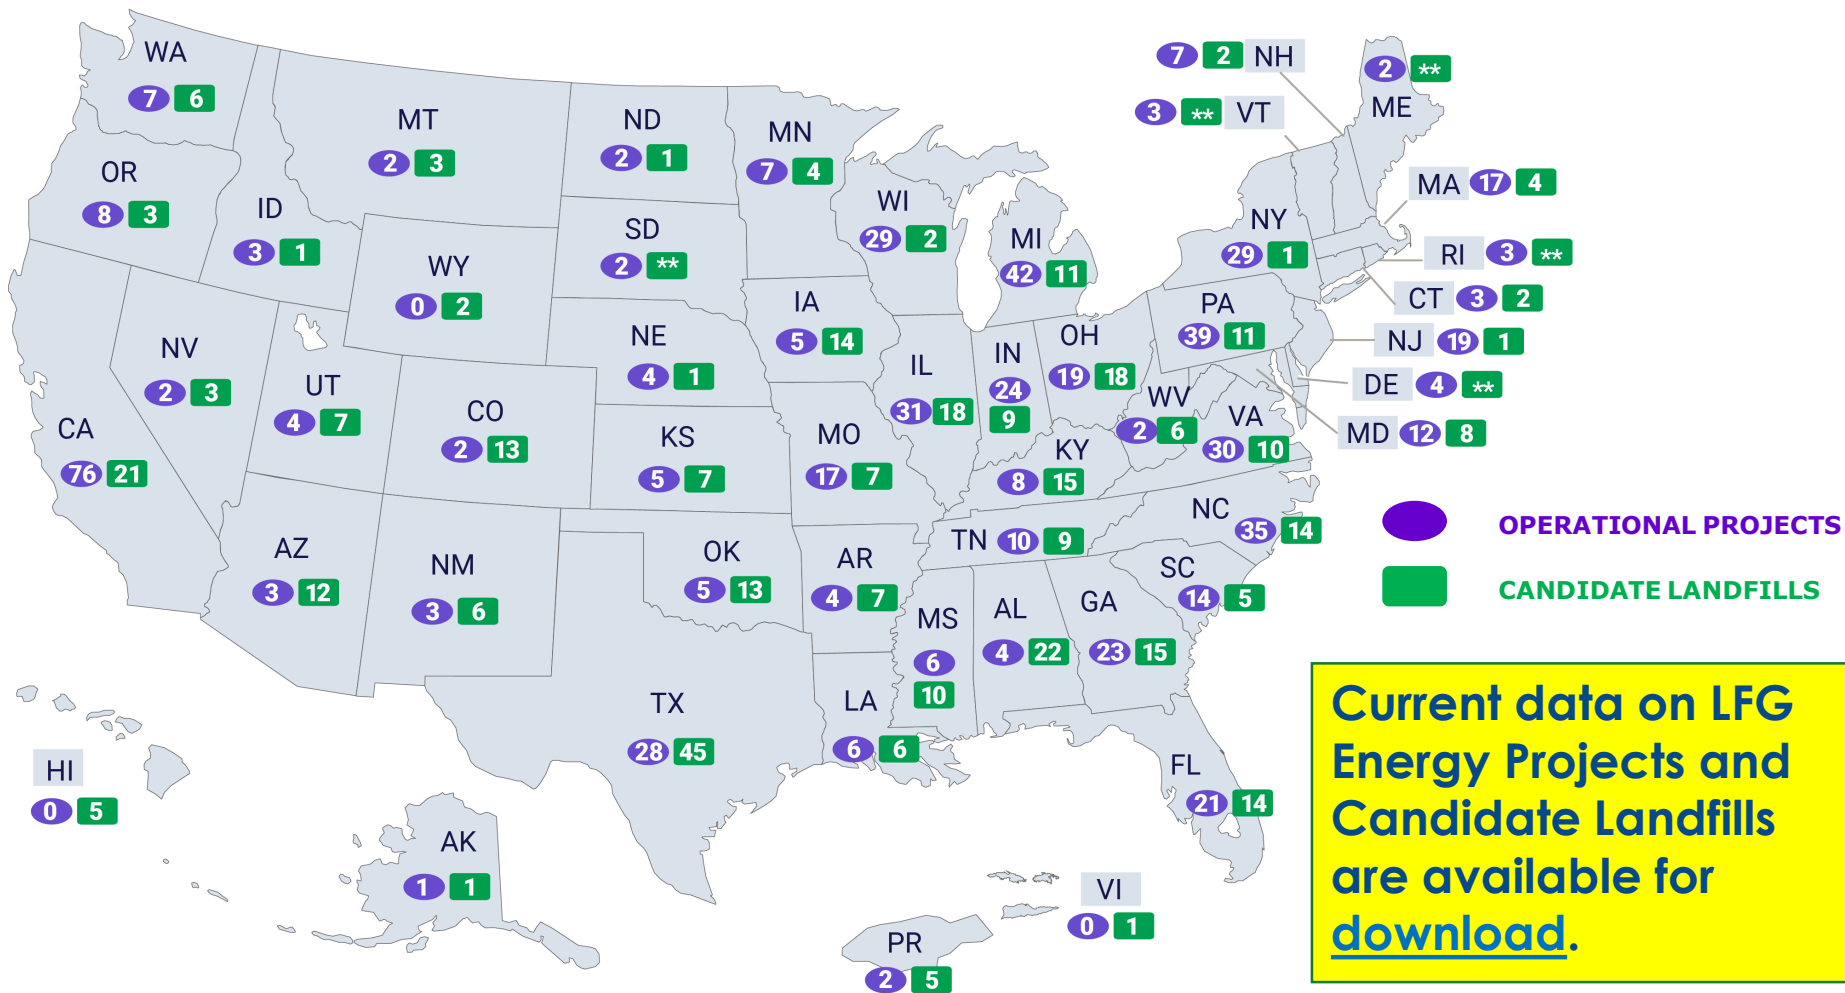 WA
7 6
OR
8 3
ID
3 1
MT
2 3
ND
2 1
MN
7 4
WI
29 2
MI
42 11
7 2 NH
3 ** VT
2 **
ME
MA 17 4
NY
29 1
RI 3 **
CT 3 2
NJ 19 1
DE 4 **
MD 12 8
PA
39 11
SD
2 **
WY
0 2
NE
4 1
IA
5 14
IL
31 18
IN
24
9
OH
19 18
WV
2 6
VA
30 10
NV
2 3
UT
4 7
CO
2 13
KS
5 7
MO
17 7
KY
8 15
CA
76 21
AZ
3 12
NM
3 6
OK
5 13
AR
4 7
TN 10 9
NC
35 14
SC
14 5
MS
6
10
AL
4 22
GA
23 15
TX
28 45
LA
6 6
FL
21 14
HI
0 5
AK
1 1
PR
2 5
VI
0 1
OPERATIONAL PROJECTS
CANDIDATE LANDFILLS
Current data on LFG
Energy Projects and
Candidate Landfills
are available for
download.